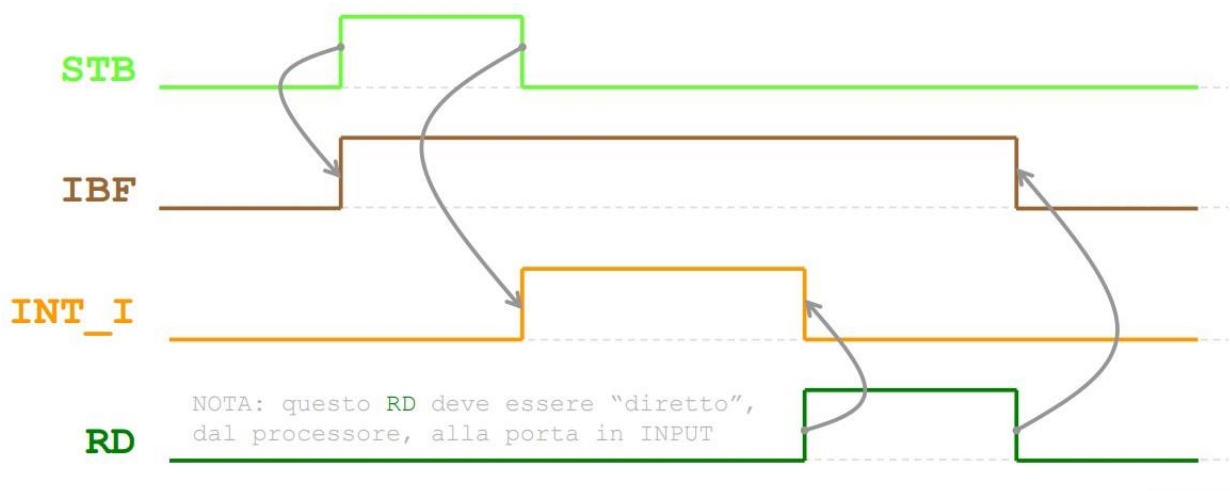 STB
IBF
INT_I
NOTA: questo RD deve essere “diretto”,
dal processore, alla porta in INPUT
RD